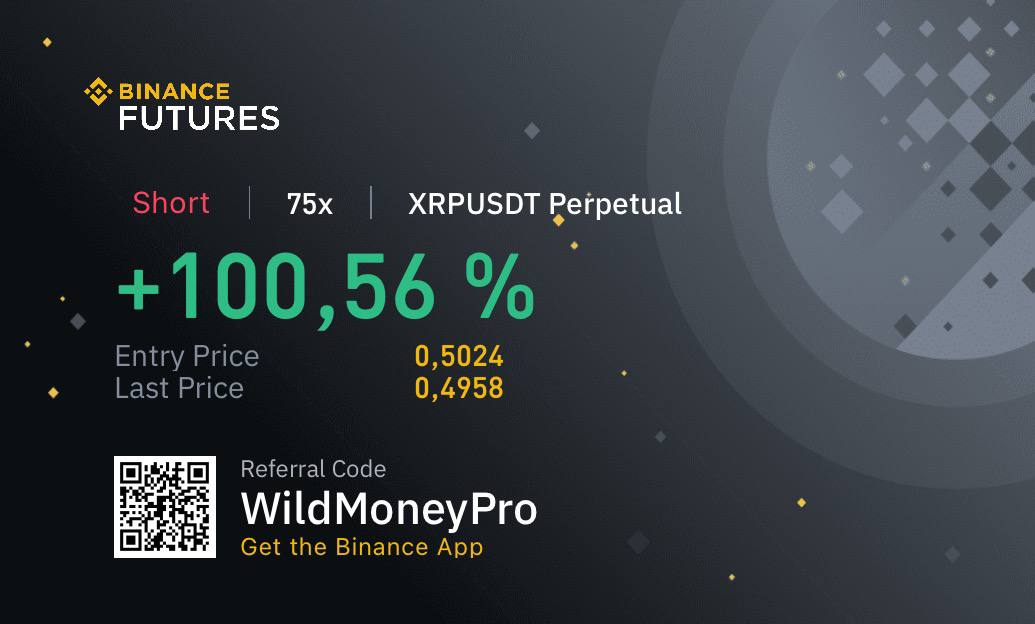 BINANCE
FUTURES
Short | 75x | XRPUSDT Perpetual
+100,56 %
Entry Price 0,5024
Last Price 0,4958
Referral Code
WildMoneyPro
Get the Binance App